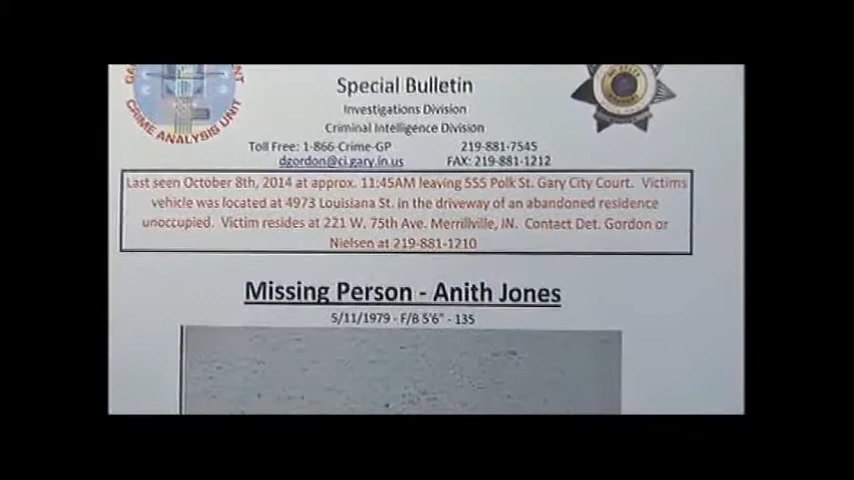 CRIME ANALYSIS UNIT
Special Bulletin
Investigations Division
Criminal Intelligence Division
Toll Free: 1-866-Crime-GP 219-881-7545
dgordon@ci.gary.in.us FAX: 219-881-1212
Last seen October 8th, 2014 at approx. 11:45AM leaving 555 Polk St. Gary City Court. Victims
vehicle was located at 4973 Louisiana St. in the driveway of an abandoned residence
unoccupied. Victim resides at 221 W. 75th Ave. Merrillville, IN. Contact Det. Gordon or
Nielsen at 219-881-1210
Missing Person - Anith Jones
5/11/1979 - F/B 5'6" - 135